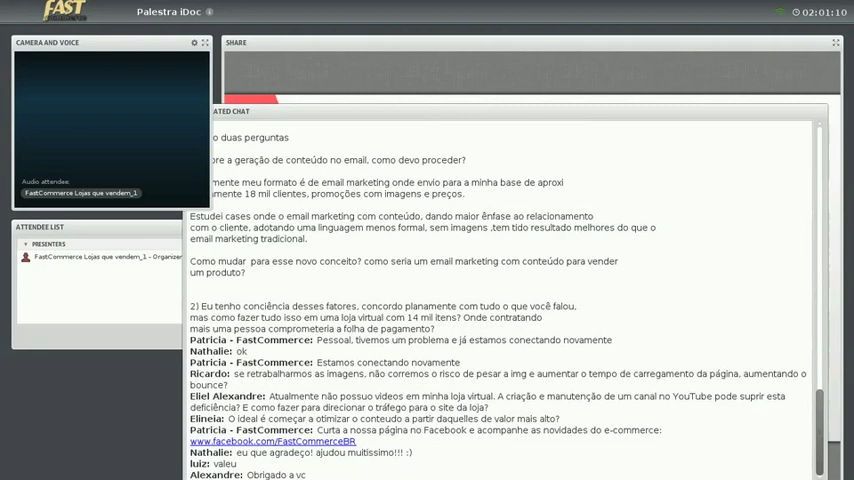 FAST
Palestra iDoc
02:01:10
CAMERA AND VOICE
SHARE
Audio attendee:
FastCommerce Lojas que vendem_1
ATTENDEE LIST
PRESENTERS
FastCommerce Lojas que vendem_1 - Organizer
ATED CHAT
o duas perguntas
re a geração de conteúdo no email, como devo proceder?
mente meu formato é de email marketing onde envio para a minha base de aproxi
amente 18 mil clientes, promoções com imagens e preços.
Estudei cases onde o email marketing com conteúdo, dando maior ênfase ao relacionamento
com o cliente, adotando uma linguagem menos formal, sem imagens ,tem tido resultado melhores do que o
email marketing tradicional.
Como mudar para esse novo conceito? como seria um email marketing com conteúdo para vender
um produto?
2) Eu tenho conciência desses fatores, concordo planamente com tudo o que você falou,
mas como fazer tudo isso em uma loja virtual com 14 mil itens? Onde contratando
mais uma pessoa comprometeria a folha de pagamento?
Patricia - FastCommerce: Pessoal, tivemos um problema e já estamos conectando novamente
Nathalie: ok
Patricia - FastCommerce: Estamos conectando novamente
Ricardo: se retrabalharmos as imagens, não corremos o risco de pesar a img e aumentar o tempo de carregamento da página, aumentando o
bounce?
Eliel Alexandre: Atualmente não possuo videos em minha loja virtual. A criação e manutenção de um canal no YouTube pode suprir esta
deficiência? E como fazer para direcionar o tráfego para o site da loja?
Elineia: O ideal é começar a otimizar o conteudo a partir daqueles de valor mais alto?
Patricia - FastCommerce: Curta a nossa página no Facebook e acompanhe as novidades do e-commerce:
www.facebook.com/FastCommerceBR
Nathalie: eu que agradeço! ajudou muitissimo!!! :)
luiz: valeu
Alexandre: Obrigado a vc